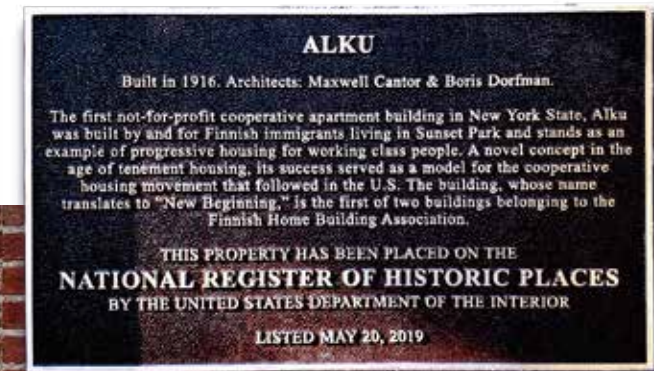 ALKU
Built in 1916. Architects: Maxwell Cantor & Boris Dorfman.
The first not-for-profit cooperative apartment building in New York State, Alku
was built by and for Finnish immigrants living in Sunset Park and stands as an
example of progressive housing for working class people. A novel concept in the
age of tenement housing, its success served as a model for the cooperative
housing movement that followed in the U.S. The building, whose name
translates to “New Beginning,” is the first of two buildings belonging to the
Finnish Home Building Association.
THIS PROPERTY HAS BEEN PLACED ON THE
NATIONAL REGISTER OF HISTORIC PLACES
BY THE UNITED STATES DEPARTMENT OF THE INTERIOR
LISTED MAY 20, 2019